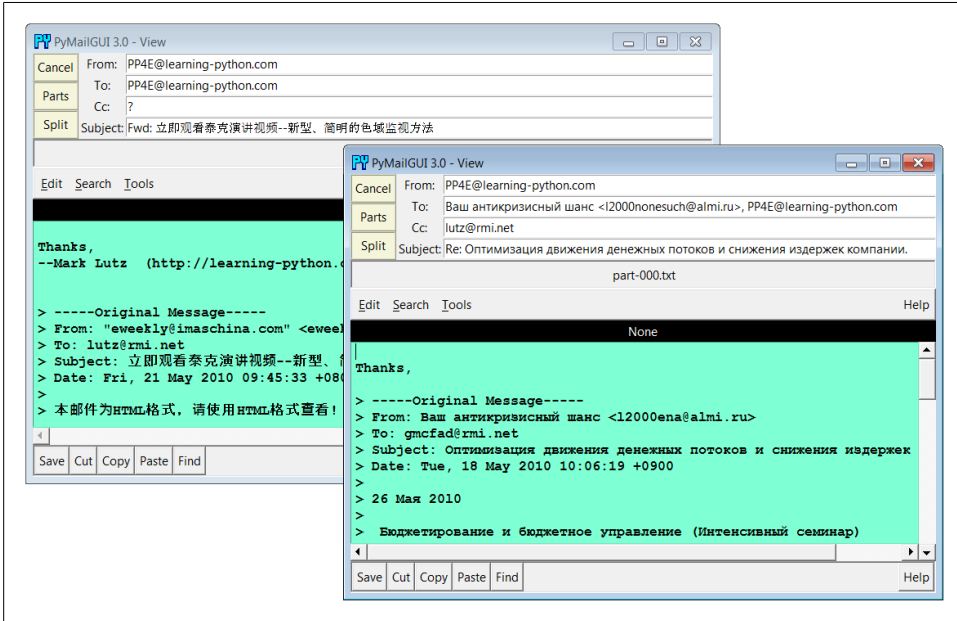 PyMailGUI 3.0 - View
Cancel From: PP4E@learning-python.com
Parts To: PP4E@learning-python.com
Cc: ?
Split Subject: Fwd: 立即观看泰克演讲视频--新型、简明的色域监视方法
Edit Search Tools
Thanks,
--Mark Lutz (http://learning-python.
> -----Original Message-----
> From: "eweekly@imaschina.com" <eweek
> To: lutz@rmi.net
> Subject: 立即观看泰克演讲视频--新型、
> Date: Fri, 21 May 2010 09:45:33 +080
>
> 本邮件为HTML格式，请使用HTML格式查看!
Save Cut Copy Paste Find
PyMailGUI 3.0 - View
Cancel From: PP4E@learning-python.com
Parts To: Ваш антикризисный шанс <l2000nonesuch@almi.ru>, PP4E@learning-python.com
Cc: lutz@rmi.net
Split Subject: Re: Оптимизация движения денежных потоков и снижения издержек компании.
part-000.txt
Edit Search Tools Help
None
Thanks,
> -----Original Message-----
> From: Ваш антикризисный шанс <l2000ena@almi.ru>
> To: gmcfad@rmi.net
> Subject: Оптимизация движения денежных потоков и снижения издержек
> Date: Tue, 18 May 2010 10:06:19 +0900
>
> 26 Мая 2010
>
> Бюджетирование и бюджетное управление (Интенсивный семинар)
Save Cut Copy Paste Find Help